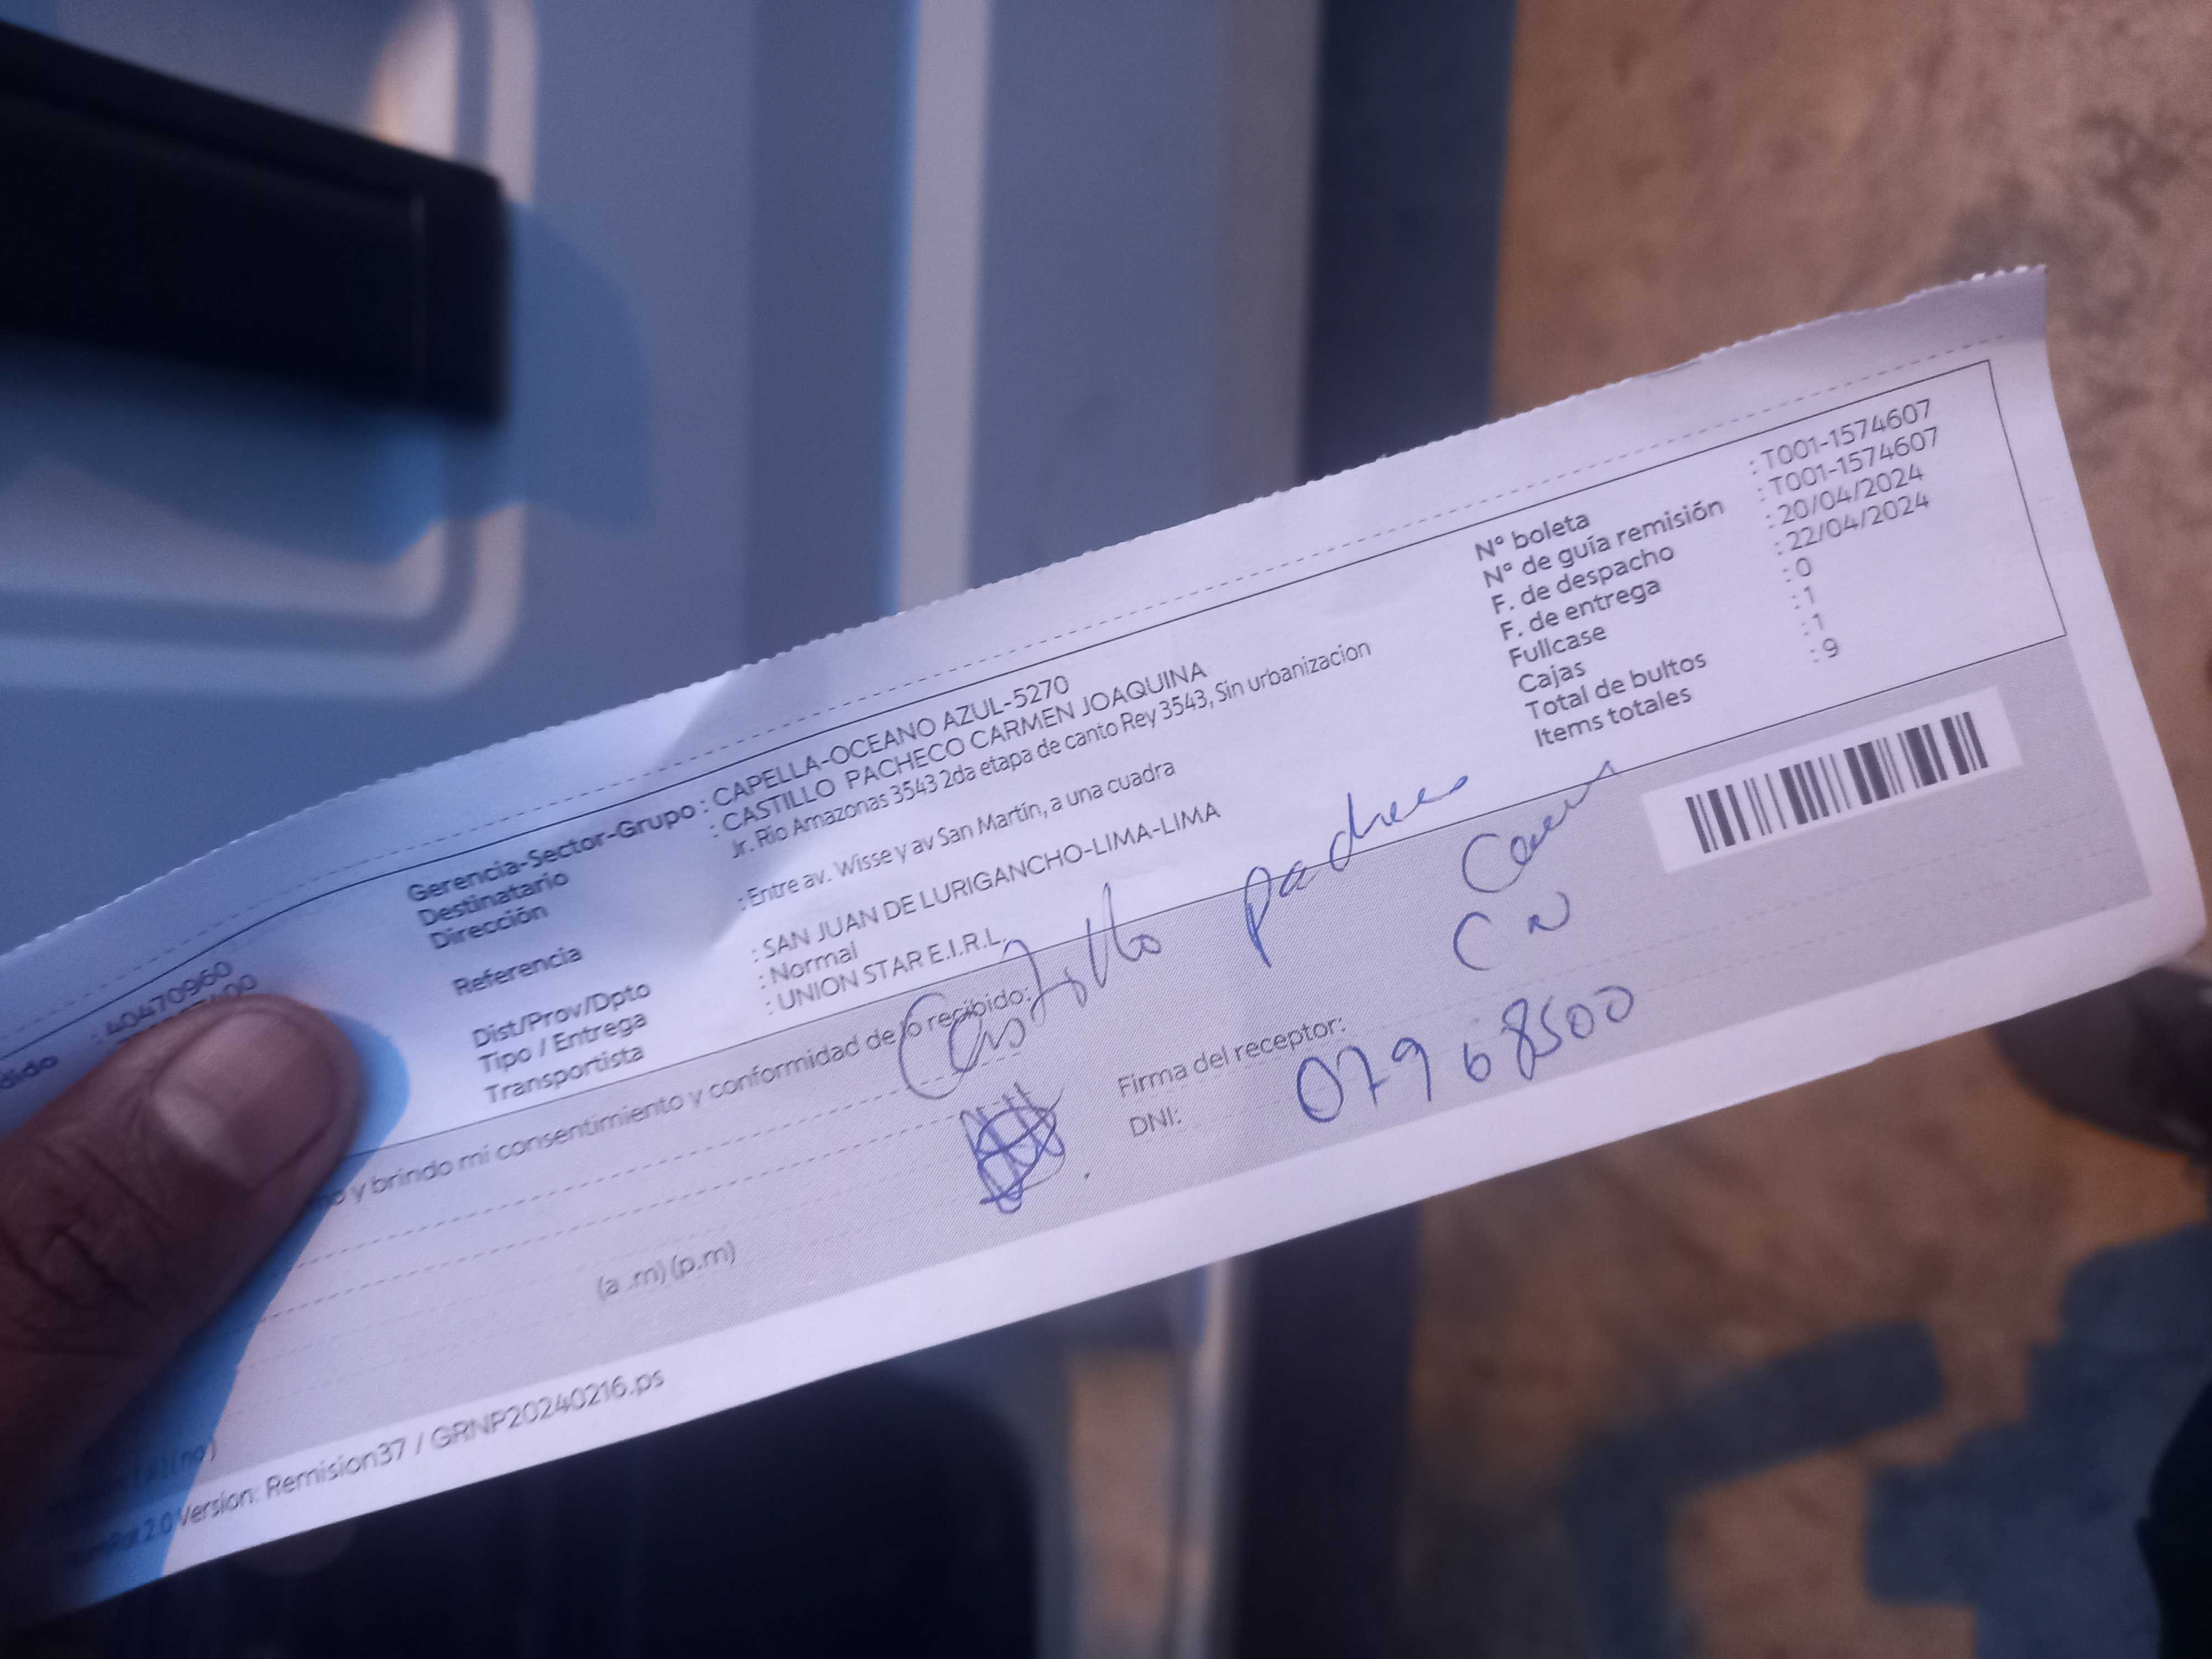 dido : 40470960
Gerencia-Sector-Grupo : CAPELLA-OCEANO AZUL-5270
Destinatario : CASTILLO PACHECO CARMEN JOAQUINA
Dirección Jr. Rio Amazonas 3543 2da etapa de canto Rey 3543, Sin urbanizacion
Referencia : Entre av. Wisse y av San Martin, a una cuadra
Dist/Prov/Dpto : SAN JUAN DE LURIGANCHO-LIMA-LIMA
Tipo / Entrega : Normal
Transportista : UNION STAR E.I.R.L.
N° boleta : T001-1574607
N° de guía remisión : T001-1574607
F. de despacho : 20/04/2024
F. de entrega : 22/04/2024
Fullcase : 0
Cajas : 1
Total de bultos : 1
Items totales : 9
o y brindo mi consentimiento y conformidad de lo recibido:
Castillo Pacheco
Firma del receptor:
DNI: 07968500
(a .m) (p.m)
( no )
2.0 Version: Remision37 / GRNP20240216.ps